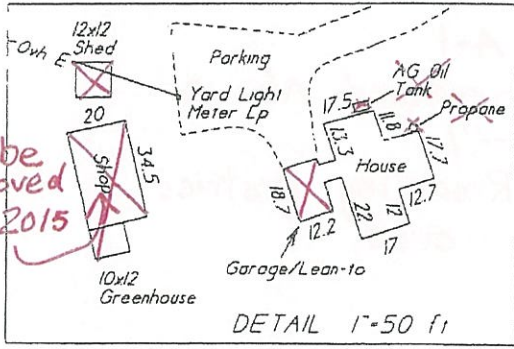 12x12
Shed
Ovh E
Parking
Yard Light
Meter Lp
AG Oil
Tank
Propane
17.5
11.8
17.7
13.3
House
20
Shop
34.5
be
oved
2015
18.7
12.2
22
12
12.7
17
Garage/Lean-to
10x12
Greenhouse
DETAIL 1"=50 ft